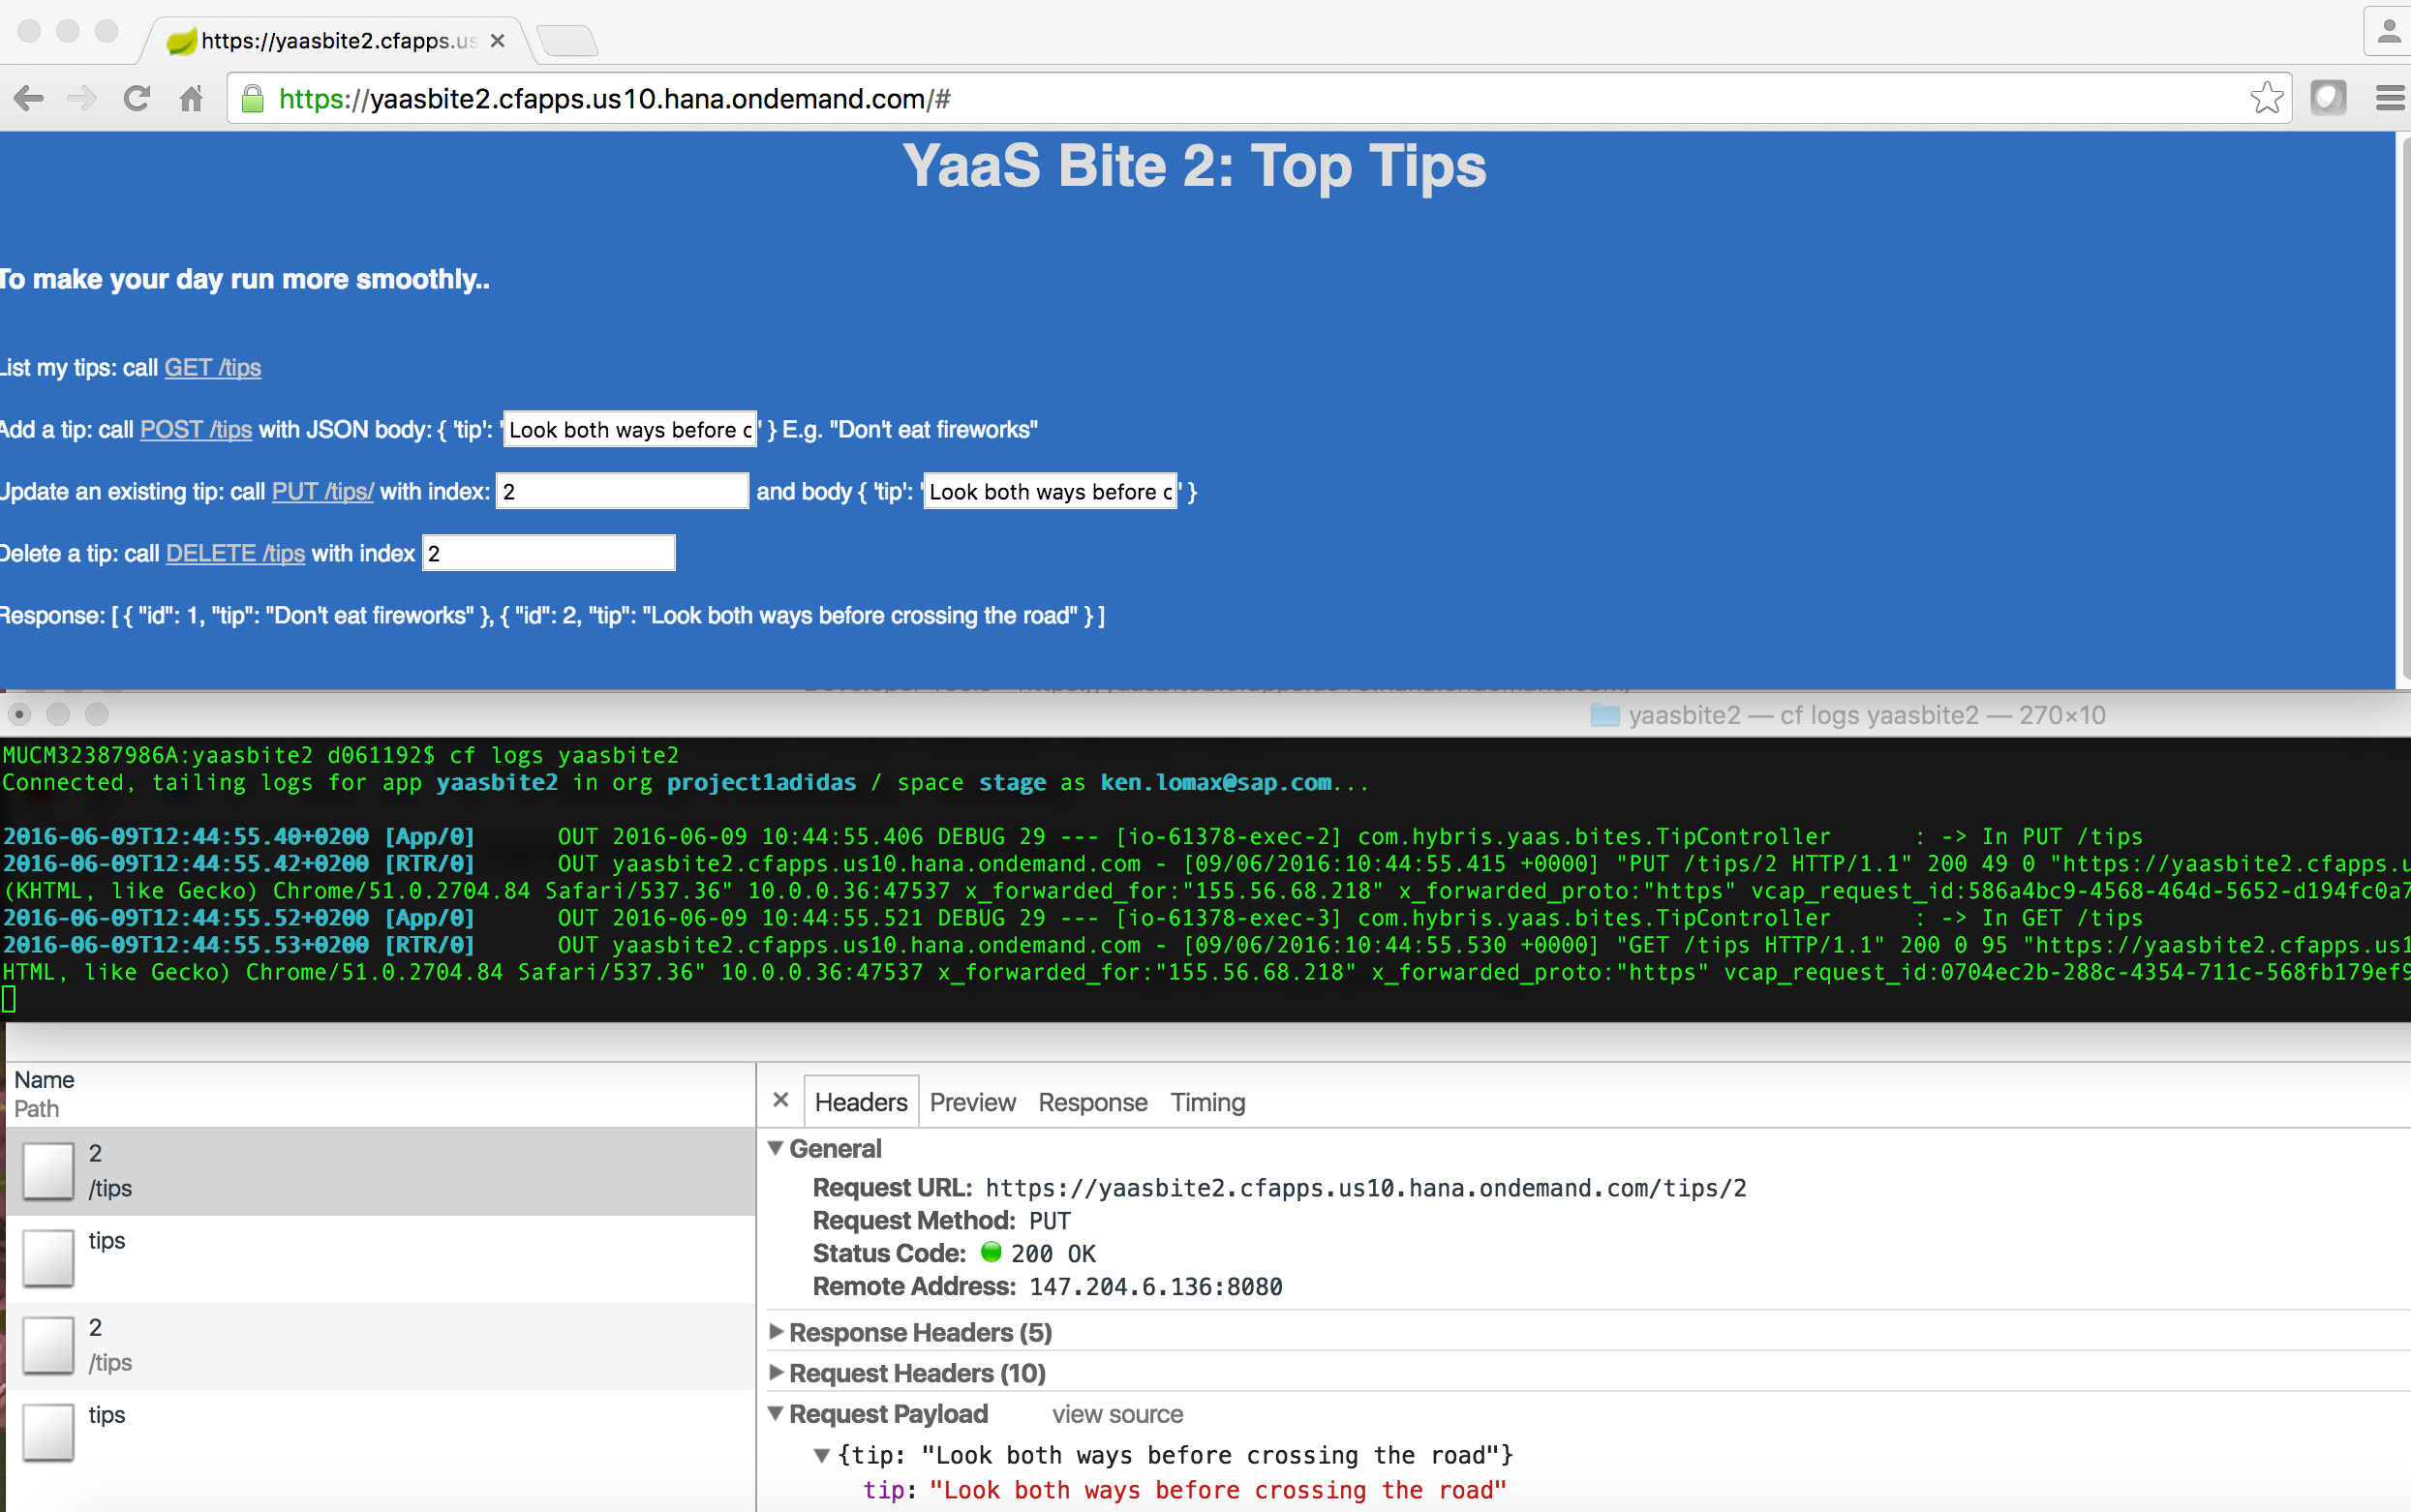 https://yaasbite2.cfapps.us
https://yaasbite2.cfapps.us10.hana.ondemand.com/#
YaaS Bite 2: Top Tips
To make your day run more smoothly..
List my tips: call GET /tips
Add a tip: call POST /tips with JSON body: { 'tip': 'Look both ways before c' } E.g. "Don't eat fireworks"
Update an existing tip: call PUT /tips/ with index: 2 and body { 'tip': 'Look both ways before c' }
Delete a tip: call DELETE /tips with index 2
Response: [ { "id": 1, "tip": "Don't eat fireworks" }, { "id": 2, "tip": "Look both ways before crossing the road" } ]
yaasbite2 — cf logs yaasbite2 — 270×10
MUCM32387986A:yaasbite2 d061192$ cf logs yaasbite2
Connected, tailing logs for app yaasbite2 in org project1adidas / space stage as ken.lomax@sap.com...
2016-06-09T12:44:55.40+0200 [App/0] OUT 2016-06-09 10:44:55.406 DEBUG 29 --- [io-61378-exec-2] com.hybris.yaas.bites.TipController : -> In PUT /tips
2016-06-09T12:44:55.42+0200 [RTR/0] OUT yaasbite2.cfapps.us10.hana.ondemand.com - [09/06/2016:10:44:55.415 +0000] "PUT /tips/2 HTTP/1.1" 200 49 0 "https://yaasbite2.cfapps.u
(KHTML, like Gecko) Chrome/51.0.2704.84 Safari/537.36" 10.0.0.36:47537 x_forwarded_for:"155.56.68.218" x_forwarded_proto:"https" vcap_request_id:586a4bc9-4568-464d-5652-d194fc0a7
2016-06-09T12:44:55.52+0200 [App/0] OUT 2016-06-09 10:44:55.521 DEBUG 29 --- [io-61378-exec-3] com.hybris.yaas.bites.TipController : -> In GET /tips
2016-06-09T12:44:55.53+0200 [RTR/0] OUT yaasbite2.cfapps.us10.hana.ondemand.com - [09/06/2016:10:44:55.530 +0000] "GET /tips HTTP/1.1" 200 0 95 "https://yaasbite2.cfapps.us1
HTML, like Gecko) Chrome/51.0.2704.84 Safari/537.36" 10.0.0.36:47537 x_forwarded_for:"155.56.68.218" x_forwarded_proto:"https" vcap_request_id:0704ec2b-288c-4354-711c-568fb179ef9
Name
Path
2
/tips
tips
2
/tips
tips
Headers Preview Response Timing
General
Request URL: https://yaasbite2.cfapps.us10.hana.ondemand.com/tips/2
Request Method: PUT
Status Code: 200 OK
Remote Address: 147.204.6.136:8080
Response Headers (5)
Request Headers (10)
Request Payload view source
{tip: "Look both ways before crossing the road"}
tip: "Look both ways before crossing the road"